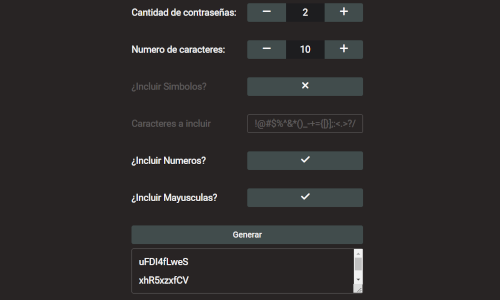 Cantidad de contraseñas: − 2 +
Numero de caracteres: − 10 +
¿Incluir Simbolos? ×
Caracteres a incluir !@#$%^&*()_-+=([)};:<.>?/
¿Incluir Numeros? ✓
¿Incluir Mayusculas? ✓
Generar
uFDI4fLweS
xhR5xzxfCV